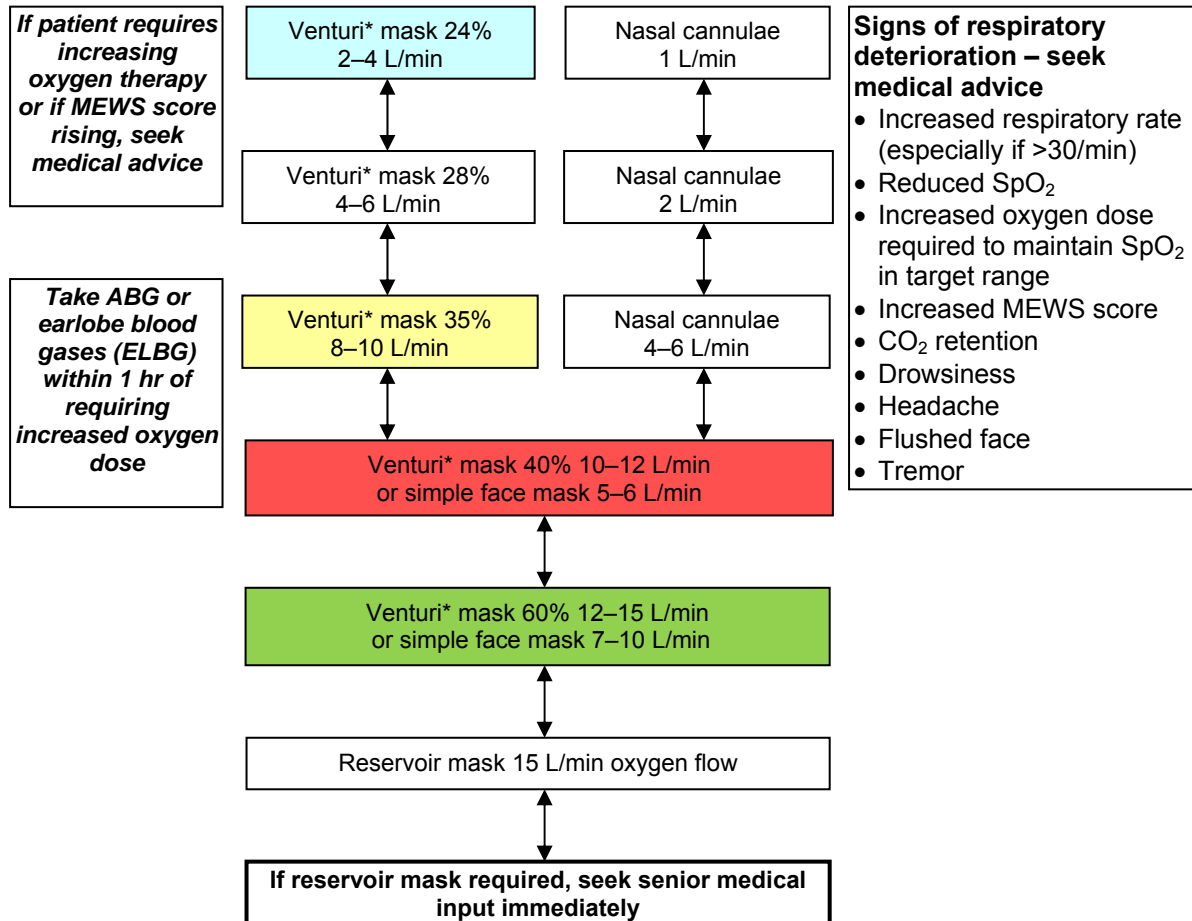 If patient requires
increasing
oxygen therapy
or if MEWS score
rising, seek
medical advice
Venturi* mask 24%
2–4 L/min
Nasal cannulae
1 L/min
Venturi* mask 28%
4–6 L/min
Nasal cannulae
2 L/min
Take ABG or
earlobe blood
gases (ELBG)
within 1 hr of
requiring
increased oxygen
dose
Venturi* mask 35%
8–10 L/min
Nasal cannulae
4–6 L/min
Venturi* mask 40% 10–12 L/min
or simple face mask 5–6 L/min
Venturi* mask 60% 12–15 L/min
or simple face mask 7–10 L/min
Reservoir mask 15 L/min oxygen flow
If reservoir mask required, seek senior medical
input immediately
Signs of respiratory
deterioration – seek
medical advice
• Increased respiratory rate
(especially if >30/min)
• Reduced SpO₂
• Increased oxygen dose
required to maintain SpO₂
in target range
• Increased MEWS score
• CO₂ retention
• Drowsiness
• Headache
• Flushed face
• Tremor